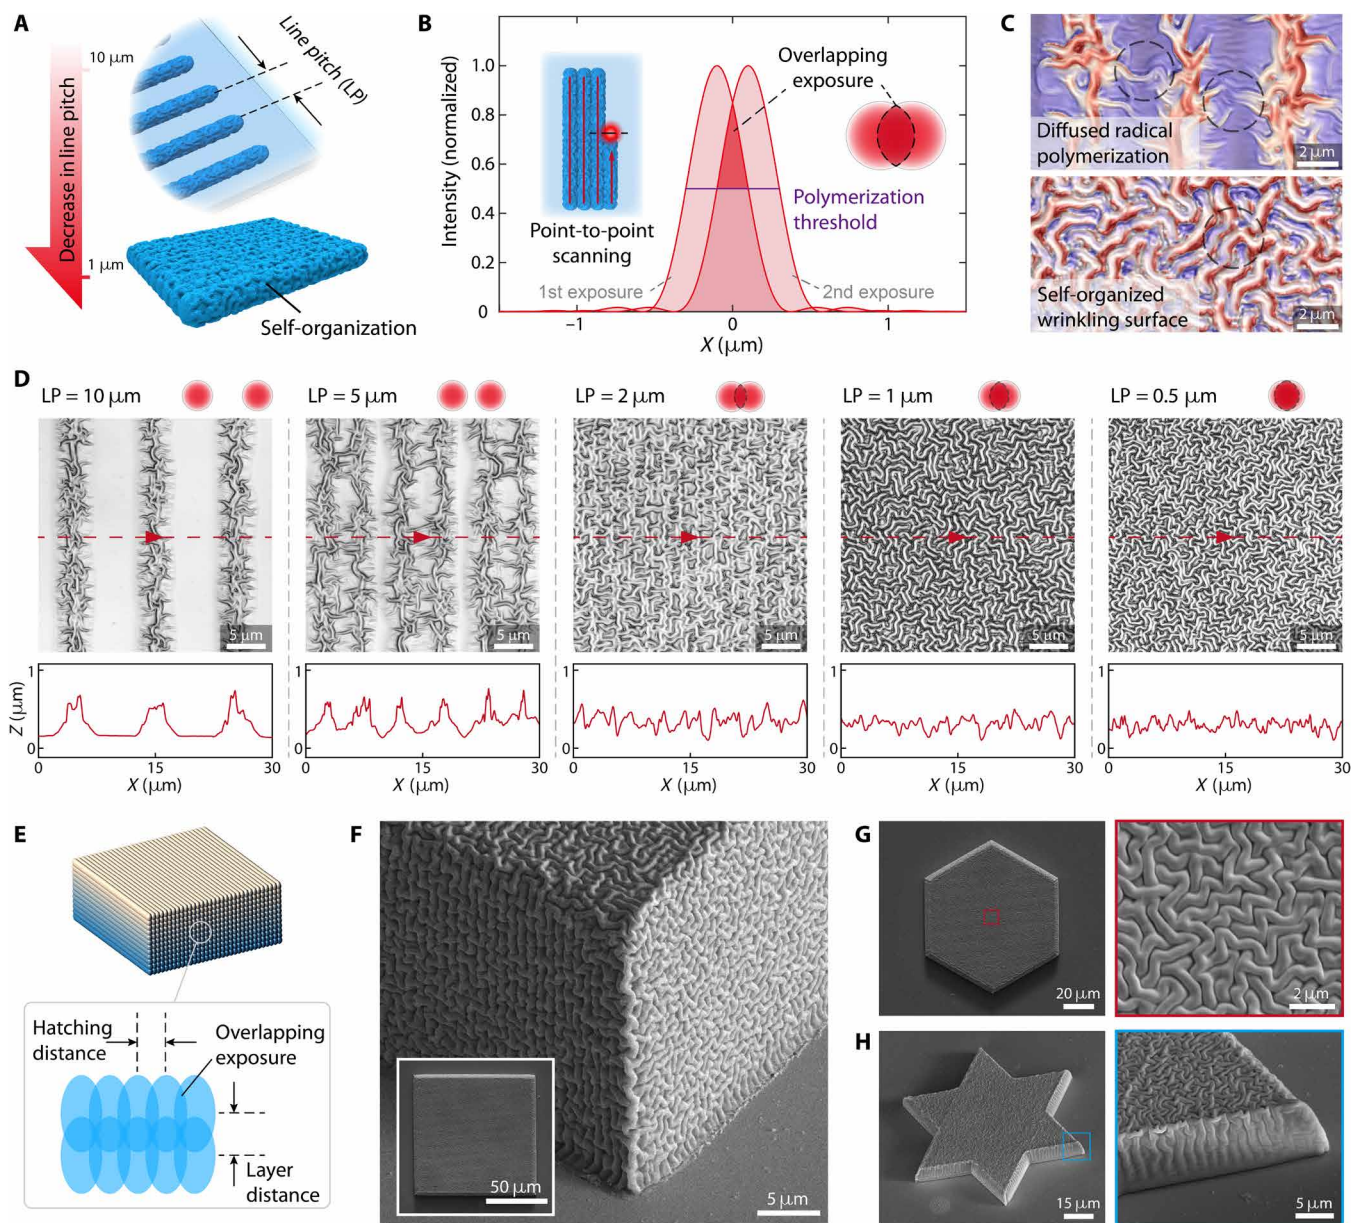 A
10 μm
Line pitch (LP)
Decrease in line pitch
1 μm
Self-organization
B
Intensity (normalized)
1.0
0.8
0.6
0.4
0.2
0
Overlapping
exposure
Polymerization
threshold
Point-to-point
scanning
1st exposure
2nd exposure
−1
0
1
X (μm)
C
Diffused radical
polymerization
2 μm
Self-organized
wrinkling surface
2 μm
D
LP = 10 μm
LP = 5 μm
LP = 2 μm
LP = 1 μm
LP = 0.5 μm
5 μm
5 μm
5 μm
5 μm
5 μm
Z (μm)
1
0
1
0
1
0
1
0
1
0
0
15
30
0
15
30
0
15
30
0
15
30
0
15
30
X (μm)
X (μm)
X (μm)
X (μm)
X (μm)
E
Hatching
distance
Overlapping
exposure
Layer
distance
F
50 μm
5 μm
G
20 μm
2 μm
H
15 μm
5 μm